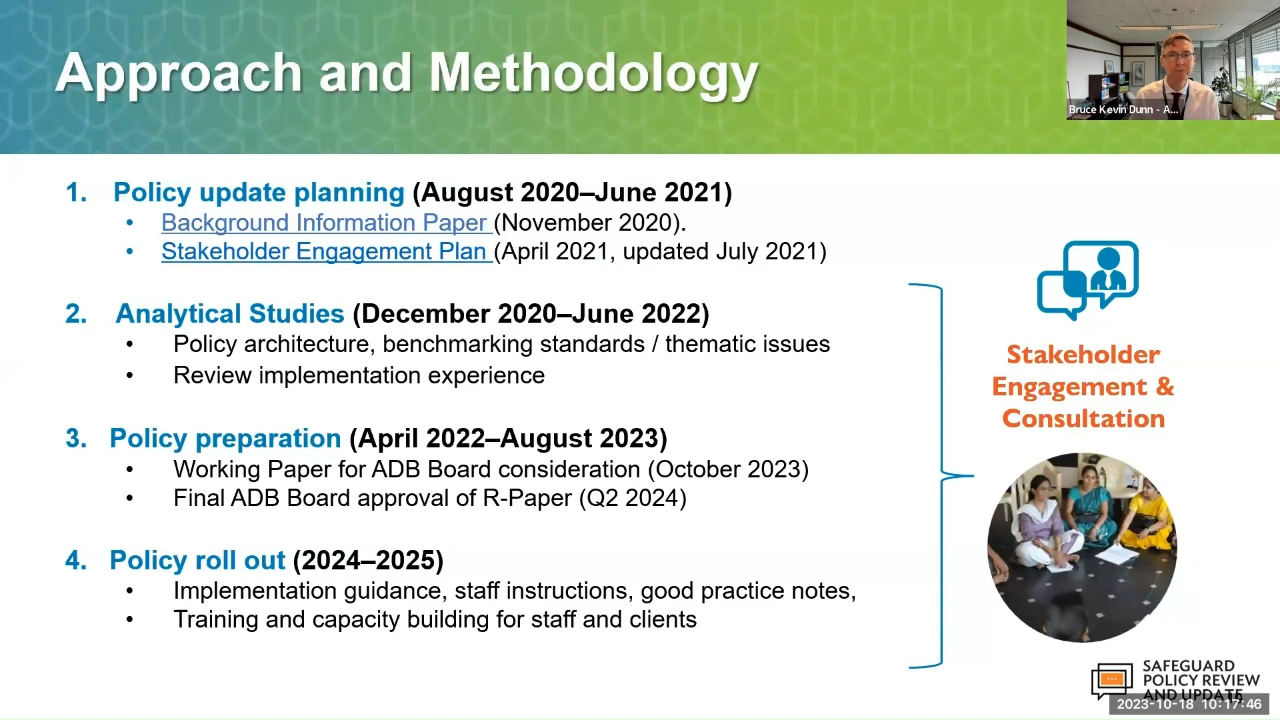 Approach and Methodology
Bruce Kevin Dunn - A...
1. Policy update planning (August 2020–June 2021)
• Background Information Paper (November 2020).
• Stakeholder Engagement Plan (April 2021, updated July 2021)
2. Analytical Studies (December 2020–June 2022)
• Policy architecture, benchmarking standards / thematic issues
• Review implementation experience
3. Policy preparation (April 2022–August 2023)
• Working Paper for ADB Board consideration (October 2023)
• Final ADB Board approval of R-Paper (Q2 2024)
4. Policy roll out (2024–2025)
• Implementation guidance, staff instructions, good practice notes,
• Training and capacity building for staff and clients
Stakeholder
Engagement &
Consultation
SAFEGUARD
POLICY REVIEW
AND UPDATE
2023-10-18 10:17:46